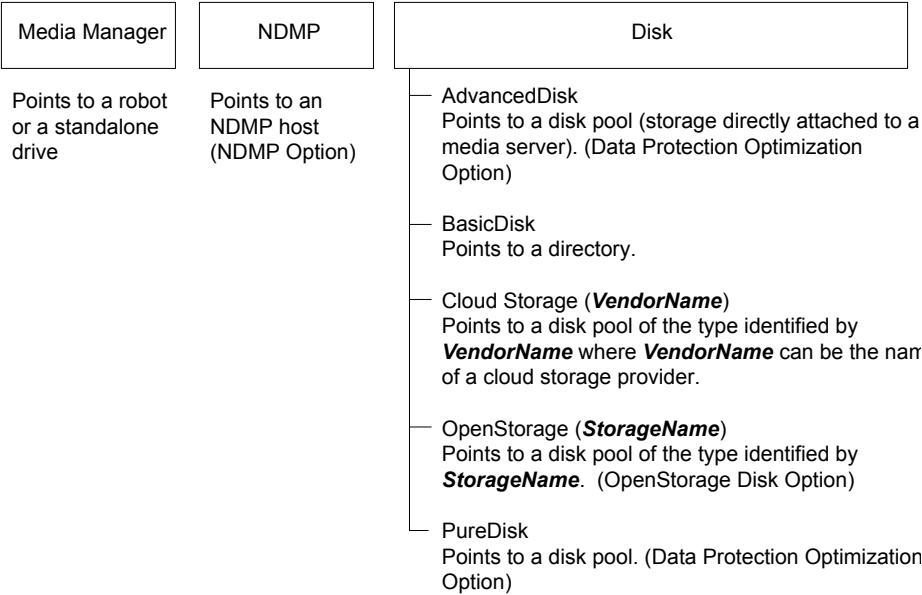 Media Manager
NDMP
Disk
Points to a robot
or a standalone
drive
Points to an
NDMP host
(NDMP Option)
AdvancedDisk
Points to a disk pool (storage directly attached to a
media server). (Data Protection Optimization
Option)
BasicDisk
Points to a directory.
Cloud Storage (VendorName)
Points to a disk pool of the type identified by
VendorName where VendorName can be the nam
of a cloud storage provider.
OpenStorage (StorageName)
Points to a disk pool of the type identified by
StorageName. (OpenStorage Disk Option)
PureDisk
Points to a disk pool. (Data Protection Optimization
Option)